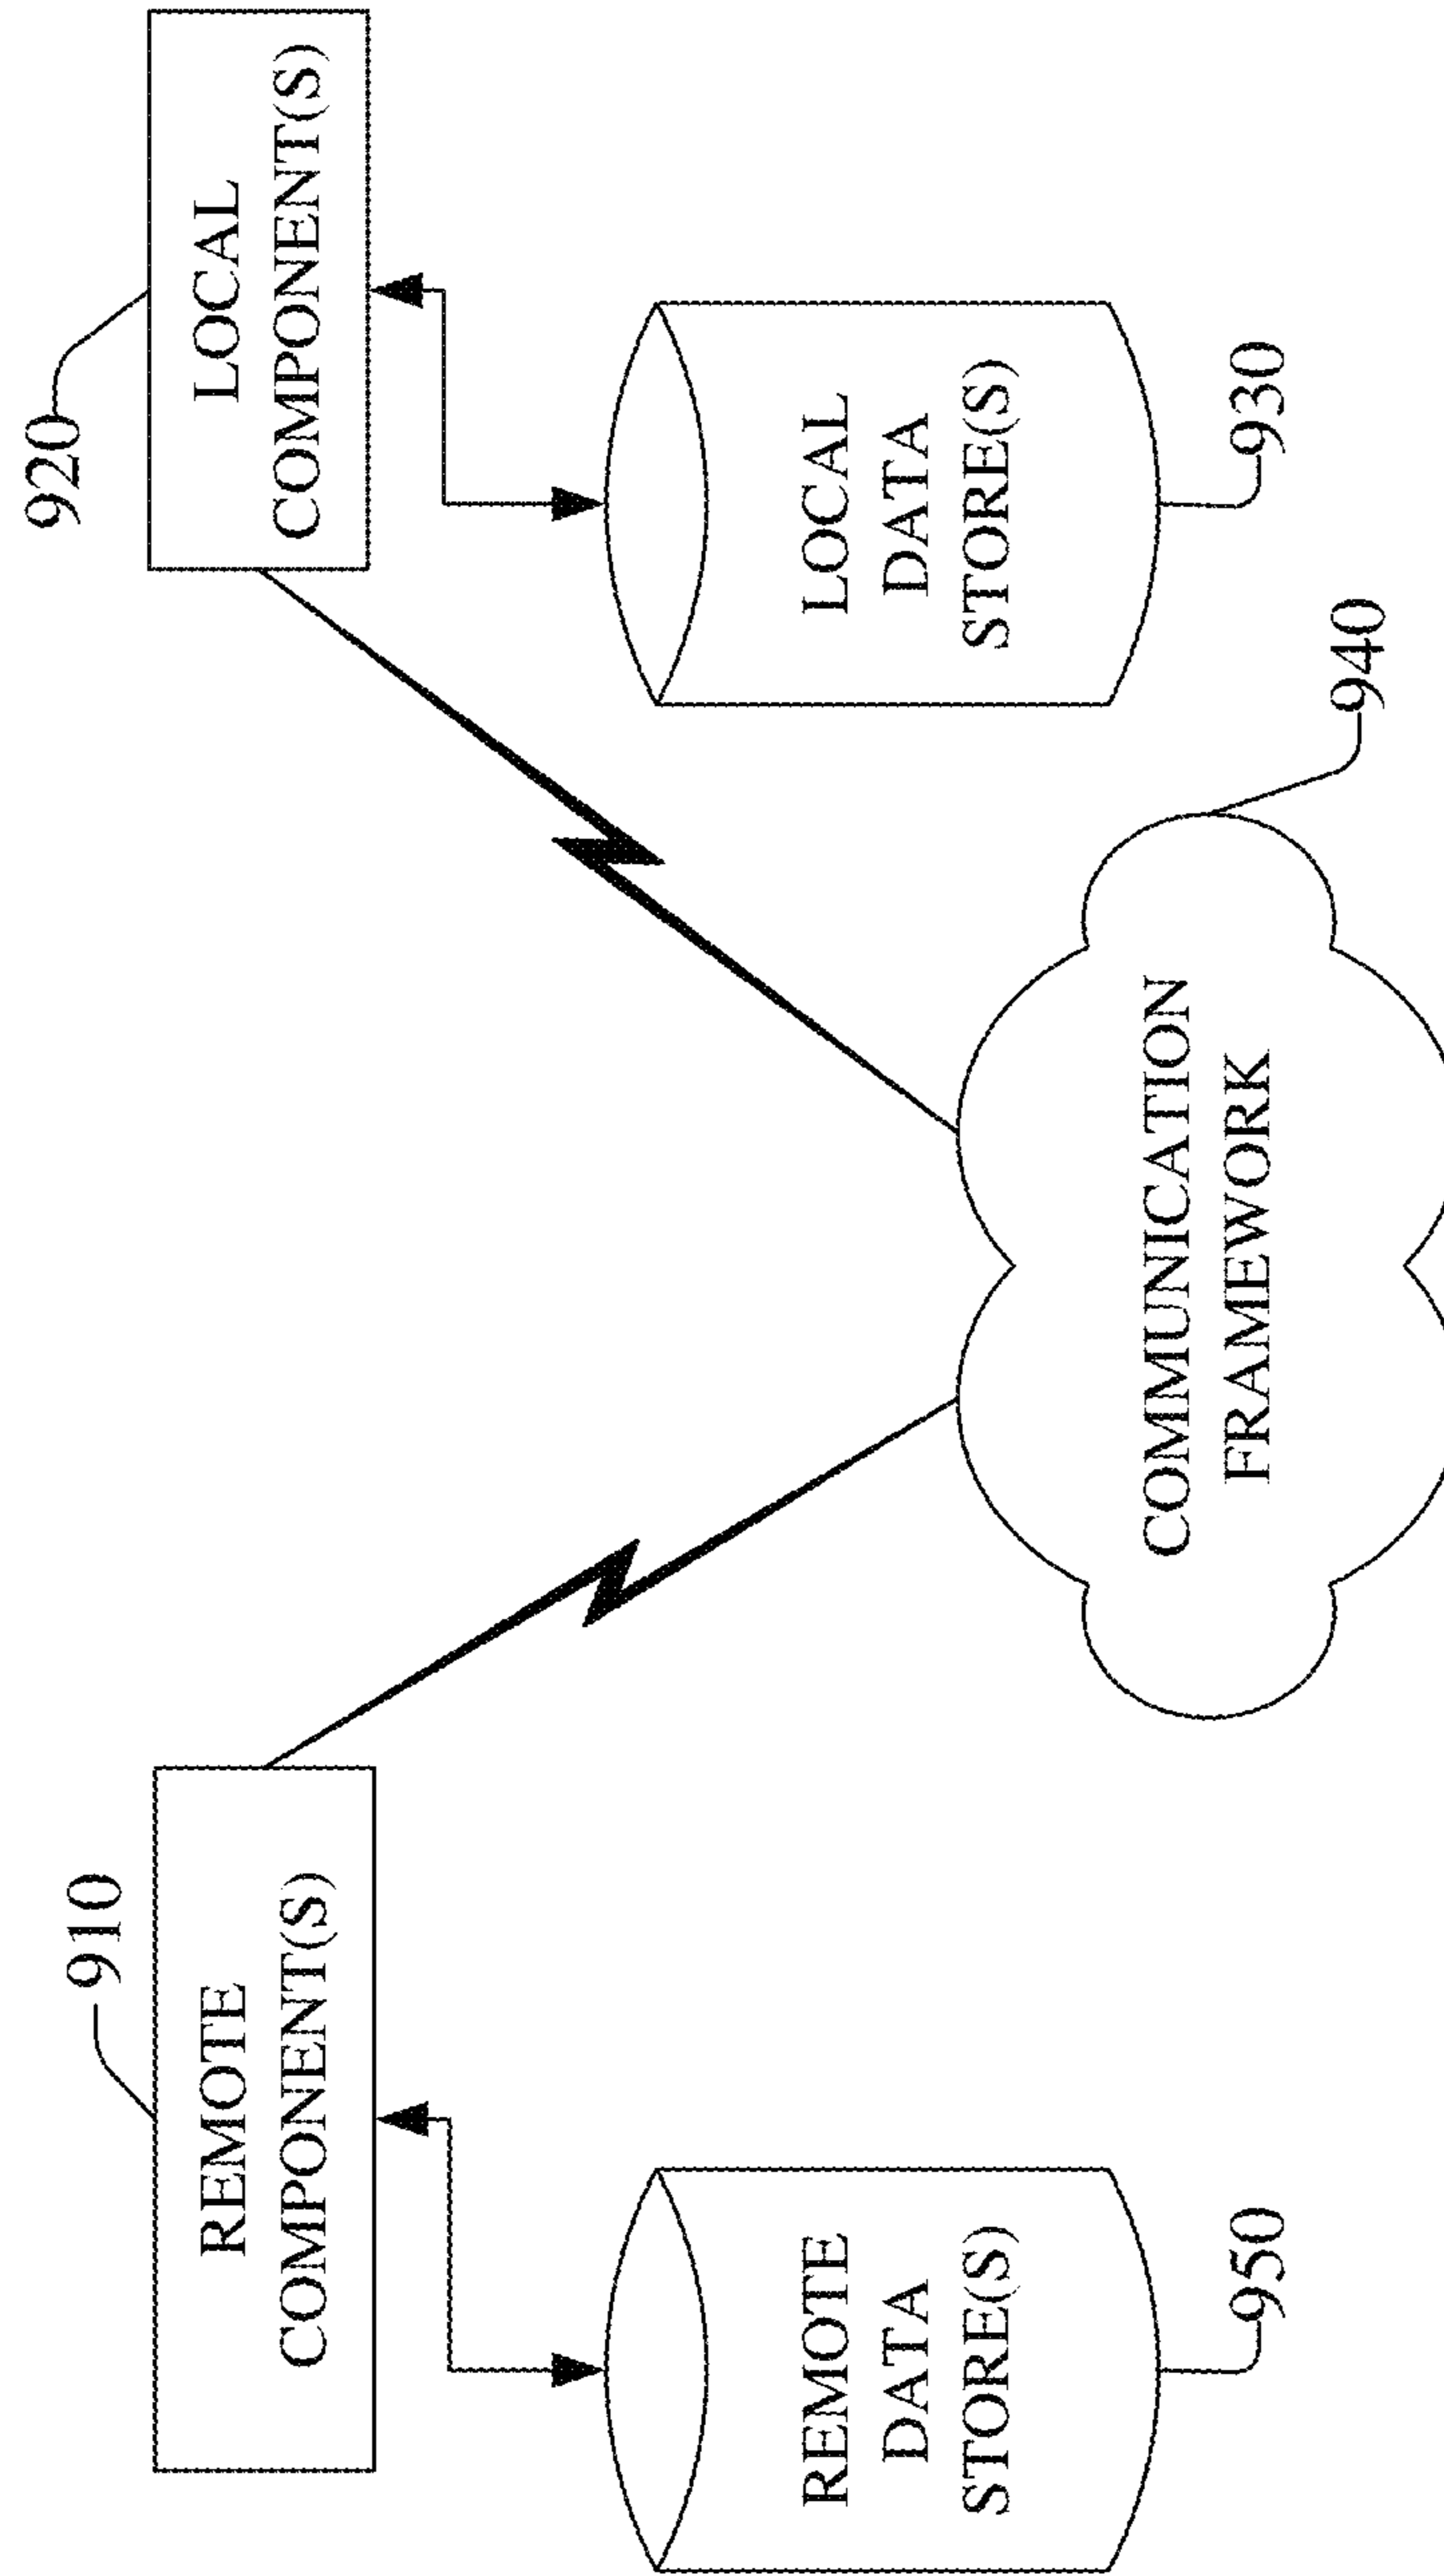 910
REMOTE
COMPONENT(S)
920
LOCAL
COMPONENT(S)
REMOTE
DATA
STORE(S)
950
COMMUNICATION
FRAMEWORK
940
LOCAL
DATA
STORE(S)
930